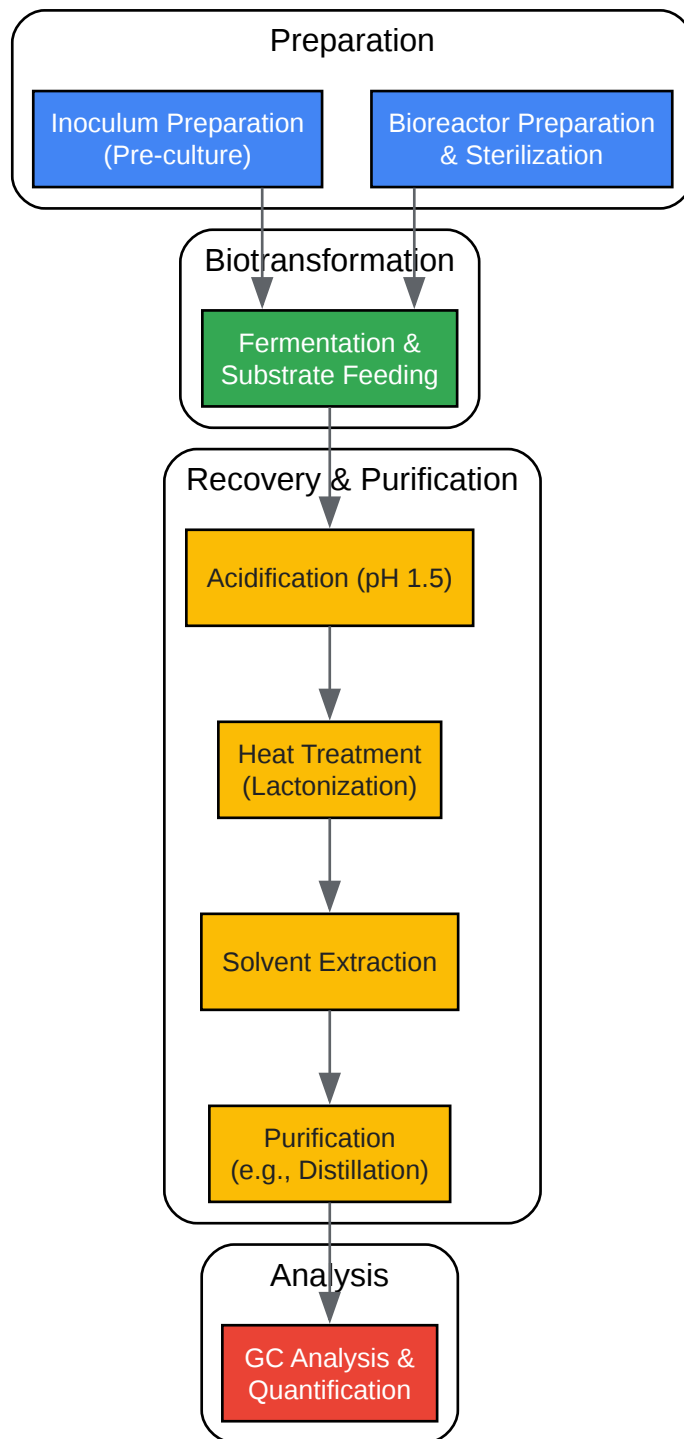 Preparation
Inoculum Preparation
(Pre-culture)
Bioreactor Preparation
& Sterilization
Biotransformation
Fermentation &
Substrate Feeding
Recovery & Purification
Acidification (pH 1.5)
Heat Treatment
(Lactonization)
Solvent Extraction
Purification
(e.g., Distillation)
Analysis
GC Analysis &
Quantification